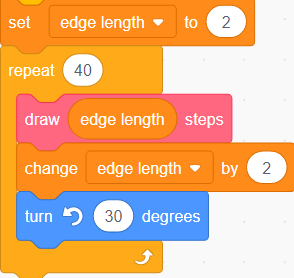 set edge length to 2
repeat 40
draw edge length steps
change edge length by 2
turn 30 degrees